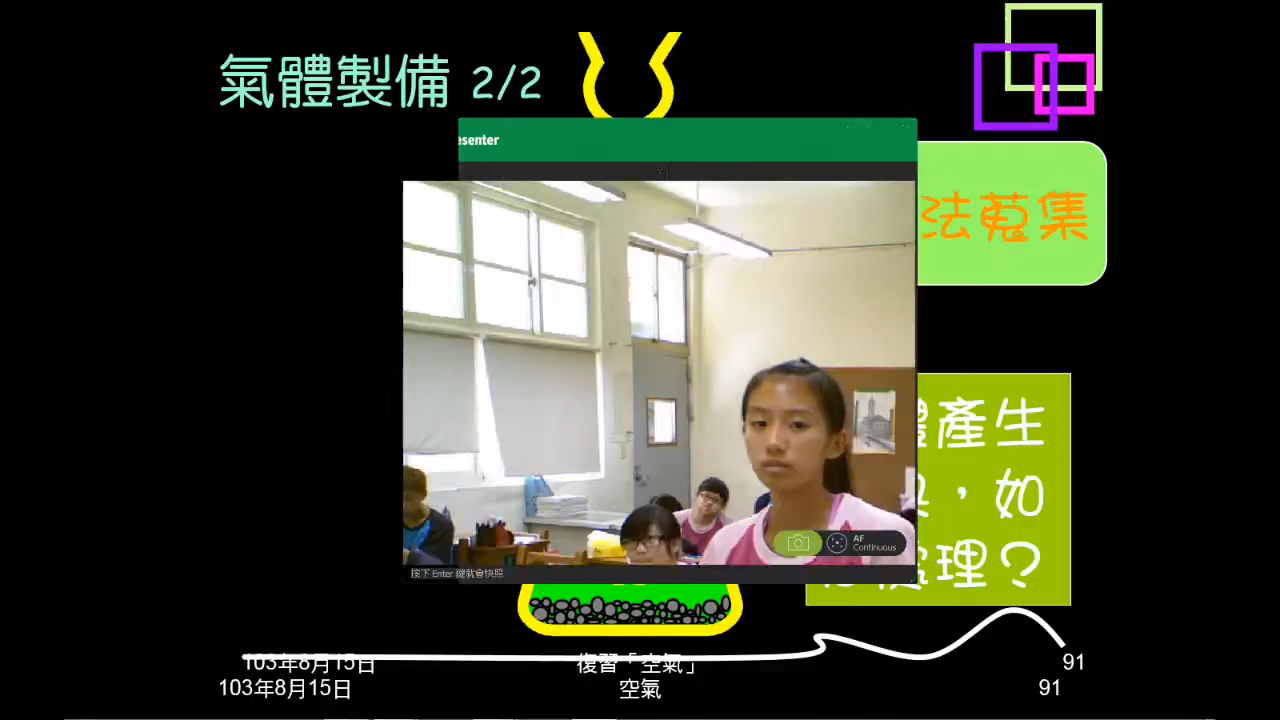 氣體製備 2/2
esenter
法蒐集
產生
，如
處理？
AF
Continuous
按下 Enter 鍵就會快照
103年8月15日
復習「空氣」
91
103年8月15日
空氣
91